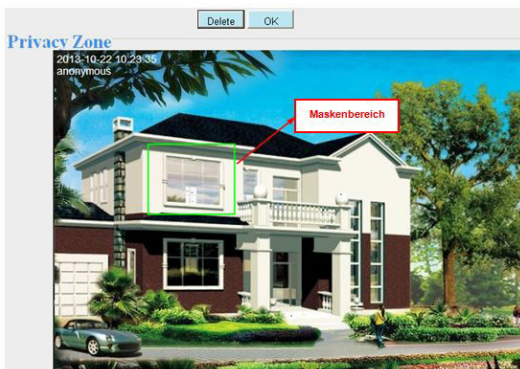 Delete OK
Privacy Zone
2013-10-22 10:23:35
anonymous
Maskenbereich